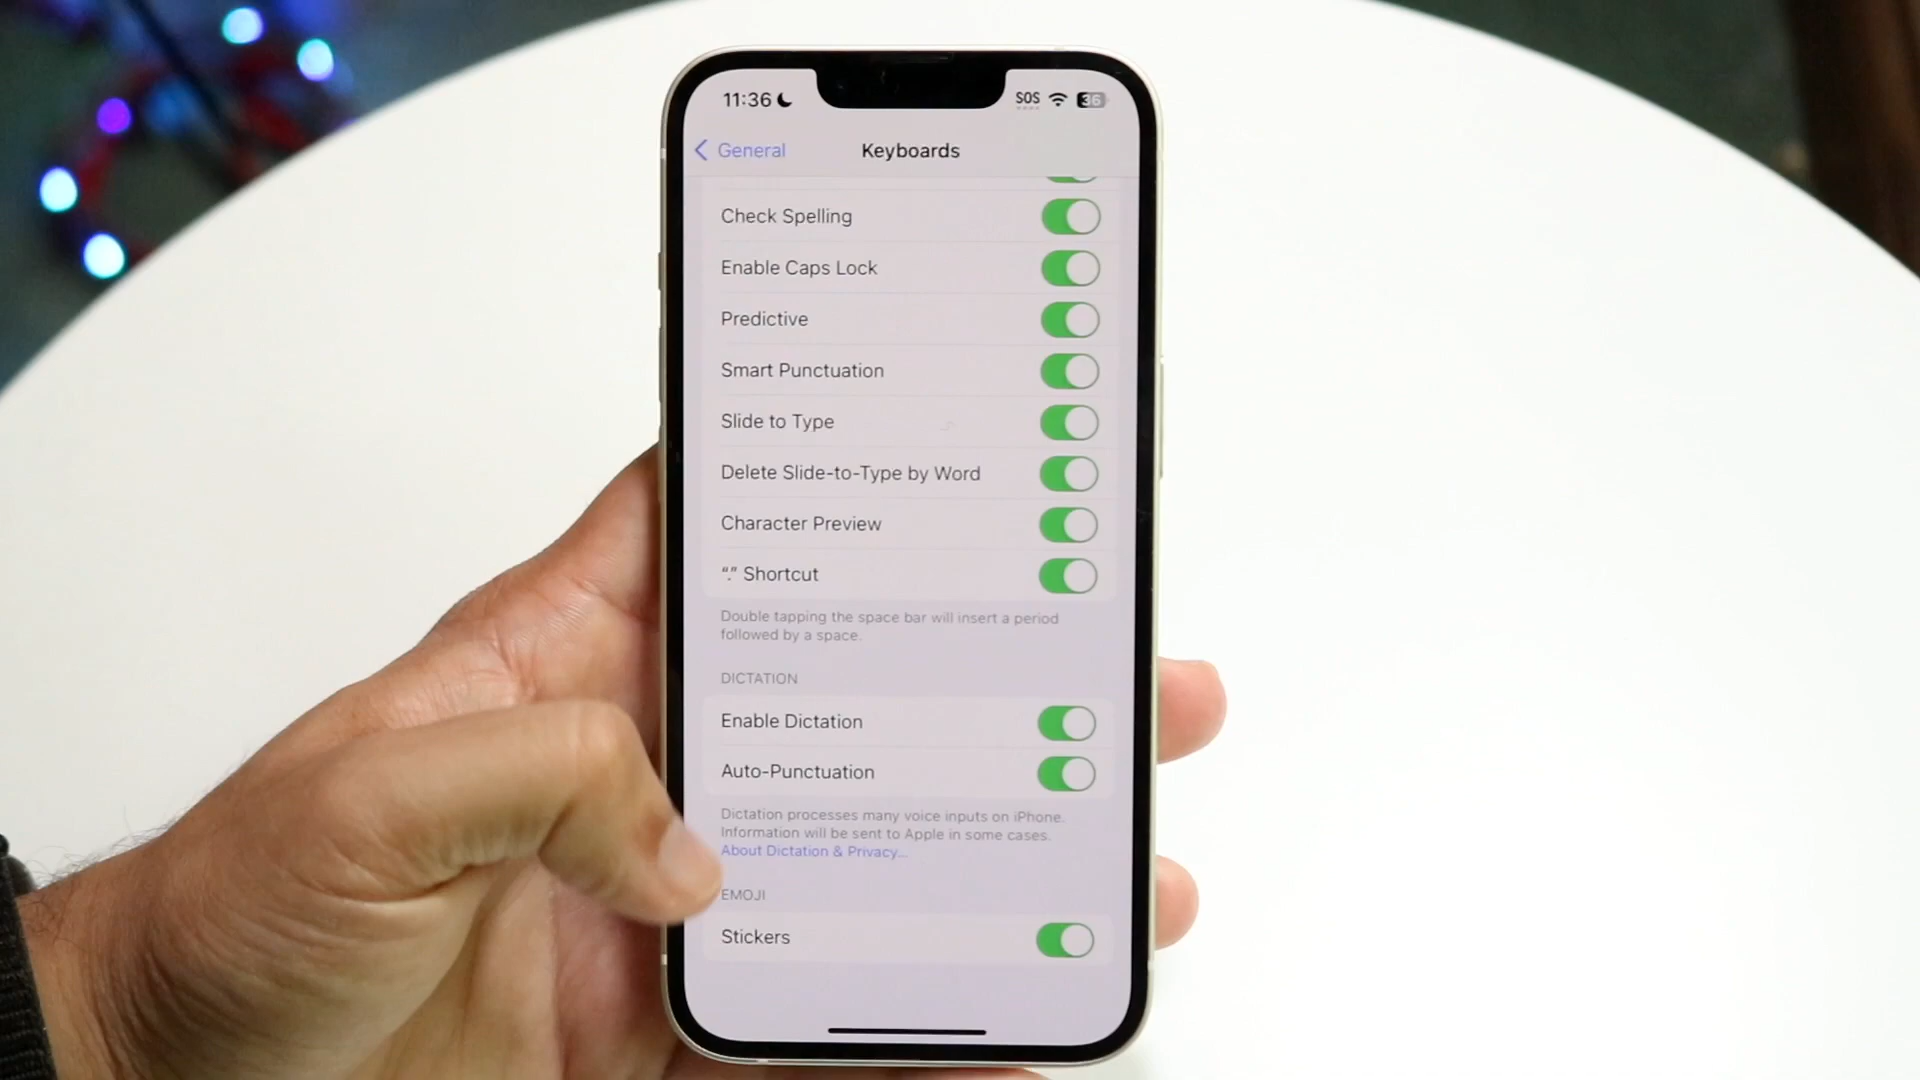 11:36
SOS
36
General
Keyboards
Check Spelling
Enable Caps Lock
Predictive
Smart Punctuation
Slide to Type
Delete Slide-to-Type by Word
Character Preview
“.” Shortcut
Double tapping the space bar will insert a period
followed by a space.
DICTATION
Enable Dictation
Auto-Punctuation
Dictation processes many voice inputs on iPhone.
Information will be sent to Apple in some cases.
About Dictation & Privacy...
EMOJI
Stickers